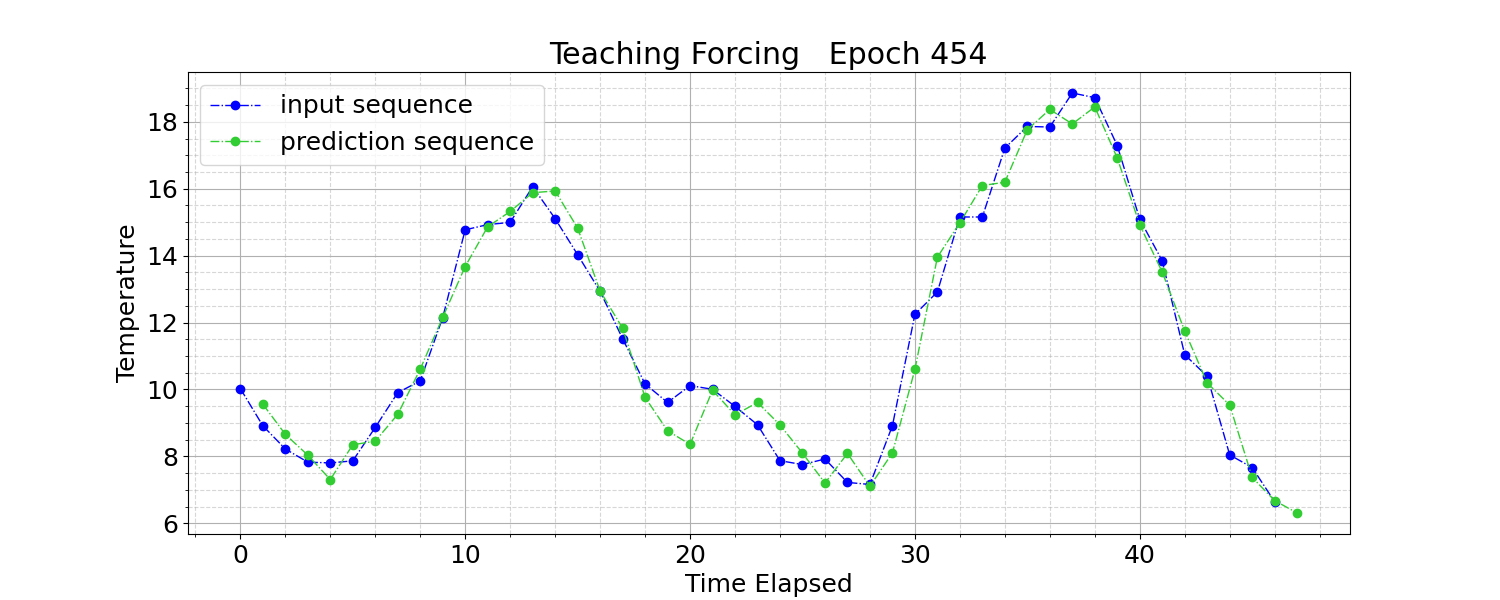 Teaching Forcing   Epoch 454
input sequence
prediction sequence
18
16
14
12
10
8
6
Temperature
0 10 20 30 40
Time Elapsed